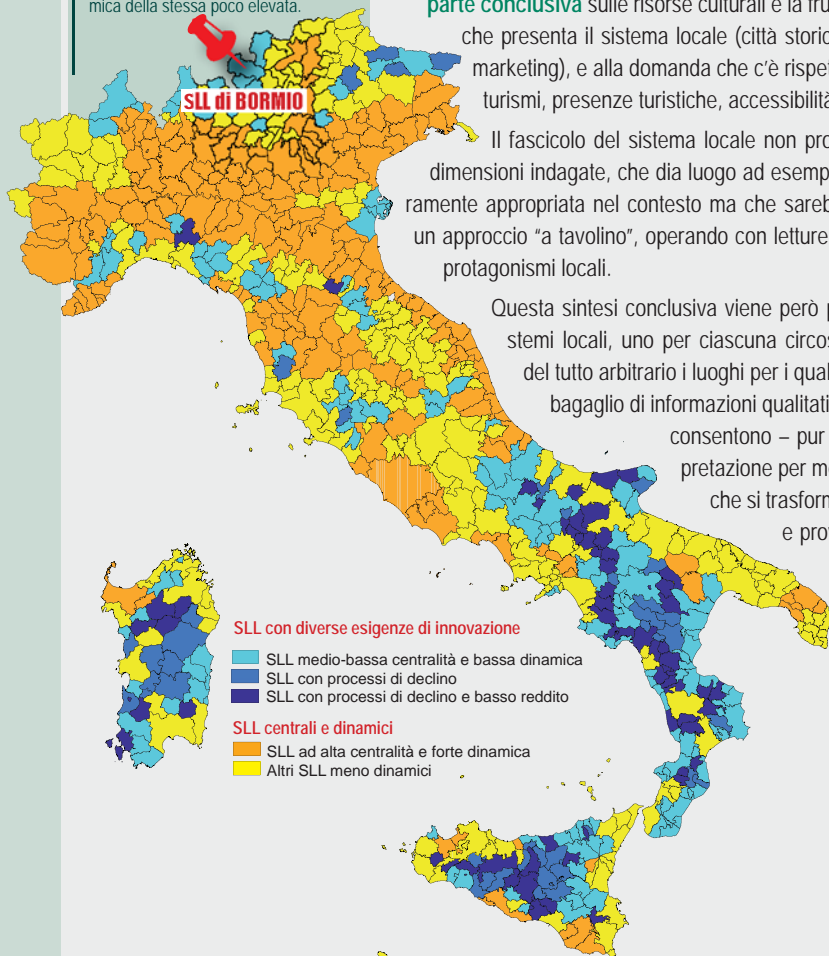 mica della stessa poco elevata.
parte conclusiva sulle risorse culturali e la fru
che presenta il sistema locale (città storic
marketing), e alla domanda che c'è rispet
turismi, presenze turistiche, accessibilità
Il fascicolo del sistema locale non pro
dimensioni indagate, che dia luogo ad esemp
ramente appropriata nel contesto ma che sareb
un approccio "a tavolino", operando con letture
protagonismi locali.
Questa sintesi conclusiva viene però p
stemi locali, uno per ciascuna circos
del tutto arbitrario i luoghi per i qual
bagaglio di informazioni qualitati
consentono – pur
pretazione per me
che si trasform
e prov
SLL di BORMIO
SLL con diverse esigenze di innovazione
SLL medio-bassa centralità e bassa dinamica
SLL con processi di declino
SLL con processi di declino e basso reddito
SLL centrali e dinamici
SLL ad alta centralità e forte dinamica
Altri SLL meno dinamici